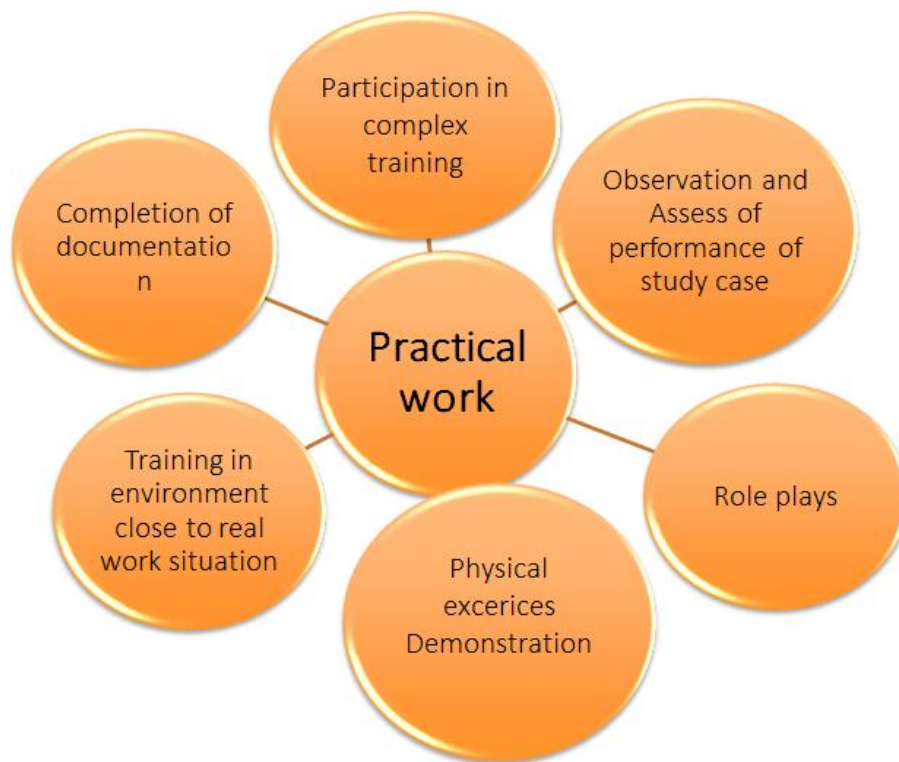 Participation in
complex
training
Observation and
Assess of
performance of
study case
Completion of
documentatio
n
Practical
work
Training in
environment
close to real
work situation
Role plays
Physical
excerices
Demonstration